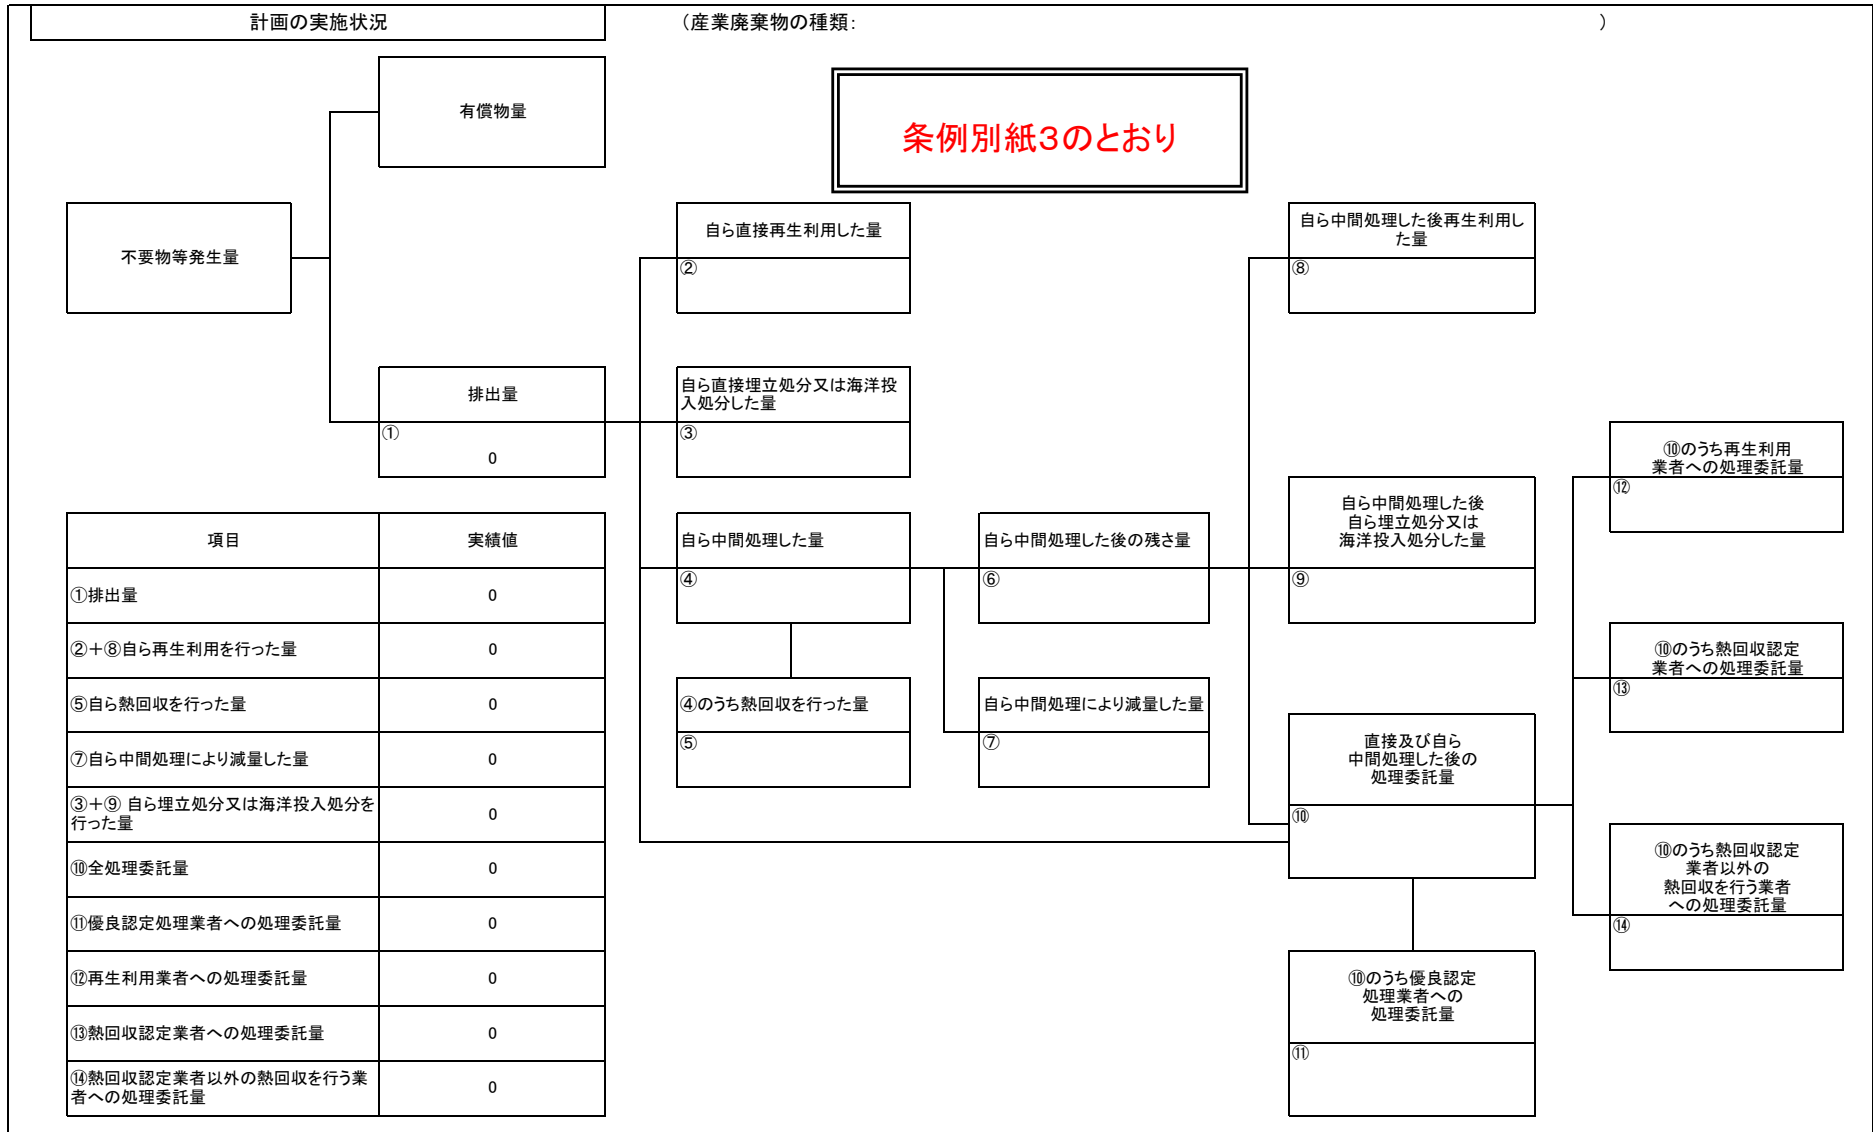 計画の実施状況
（産業廃棄物の種類： ）
有償物量
条例別紙３のとおり
不要物等発生量
自ら直接再生利用した量
②
自ら中間処理した後再生利用し
た量
⑧
排出量
①
0
自ら直接埋立処分又は海洋投
入処分した量
③
⑩のうち再生利用
業者への処理委託量
⑫
項目 実績値
①排出量 0
②＋⑧自ら再生利用を行った量 0
⑤自ら熱回収を行った量 0
⑦自ら中間処理により減量した量 0
③＋⑨ 自ら埋立処分又は海洋投入処分を
行った量
0
⑩全処理委託量 0
⑪優良認定処理業者への処理委託量 0
⑫再生利用業者への処理委託量 0
⑬熱回収認定業者への処理委託量 0
⑭熱回収認定業者以外の熱回収を行う業
者への処理委託量
0
自ら中間処理した量
④
自ら中間処理した後の残さ量
⑥
自ら中間処理した後
自ら埋立処分又は
海洋投入処分した量
⑨
④のうち熱回収を行った量
⑤
自ら中間処理により減量した量
⑦
⑩のうち熱回収認定
業者への処理委託量
⑬
直接及び自ら
中間処理した後の
処理委託量
⑩
⑩のうち熱回収認定
業者以外の
熱回収を行う業者
への処理委託量
⑭
⑩のうち優良認定
処理業者への
処理委託量
⑪